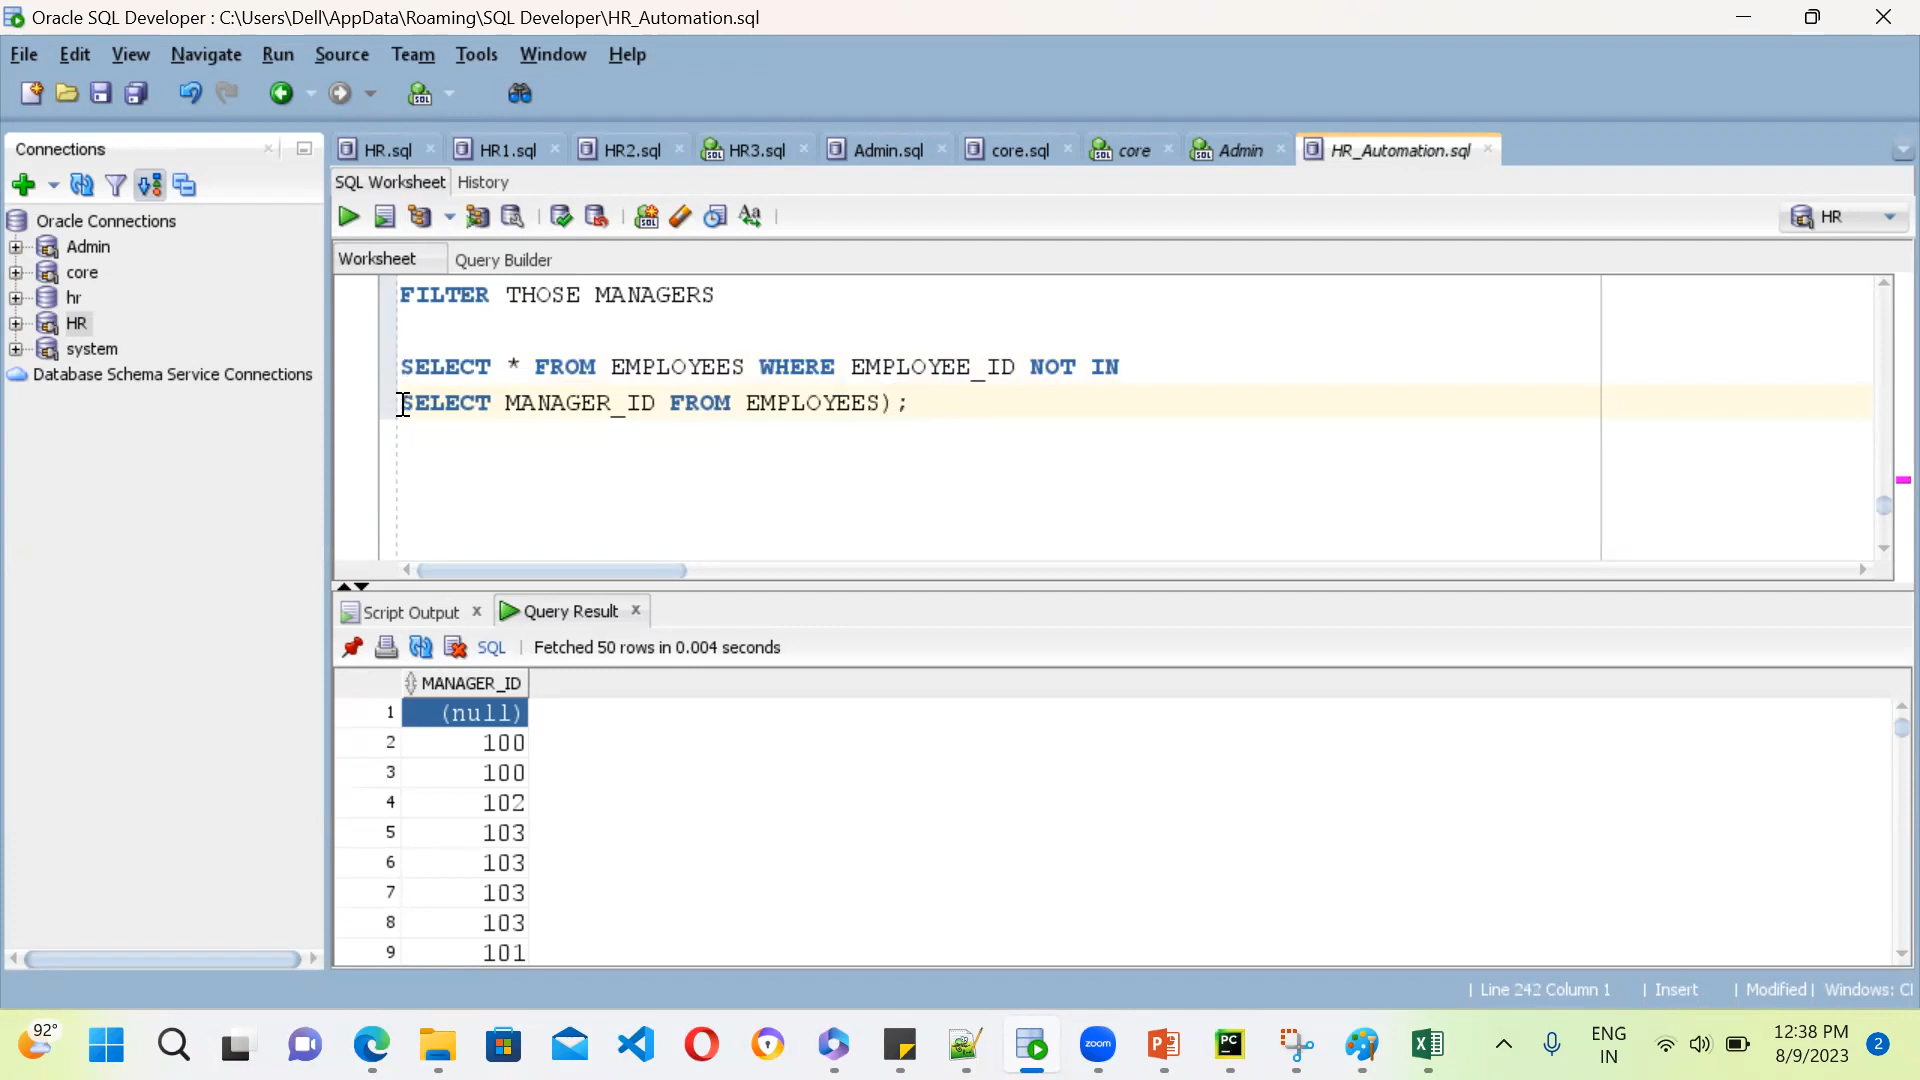 Oracle SQL Developer : C:\Users\Dell\AppData\Roaming\SQL Developer\HR_Automation.sql
File Edit View Navigate Run Source Team Tools Window Help
Connections
HR.sql HR1.sql HR2.sql HR3.sql Admin.sql core.sql core Admin HR_Automation.sql
SQL Worksheet History
HR
Worksheet Query Builder
Oracle Connections
Admin
core
hr
HR
system
Database Schema Service Connections
FILTER THOSE MANAGERS
SELECT * FROM EMPLOYEES WHERE EMPLOYEE_ID NOT IN
SELECT MANAGER_ID FROM EMPLOYEES);
Script Output Query Result
SQL Fetched 50 rows in 0.004 seconds
MANAGER_ID
1 (null)
2 100
3 100
4 102
5 103
6 103
7 103
8 103
9 101
Line 242 Column 1 Insert Modified Windows: Cl
92°
zoom
PC
ENG
IN
12:38 PM
8/9/2023
2